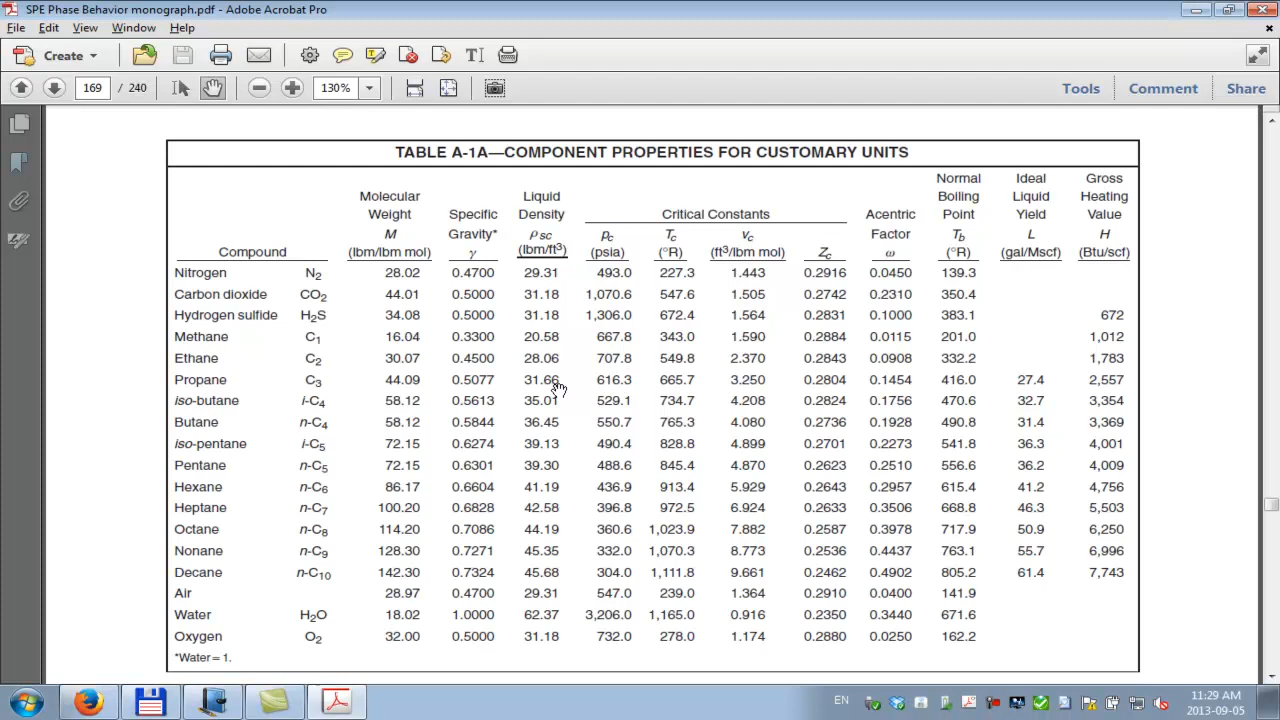 SPE Phase Behavior monograph.pdf - Adobe Acrobat Pro
File Edit View Window Help
Create
169 / 240 130% Tools Comment Share
TABLE A-1A—COMPONENT PROPERTIES FOR CUSTOMARY UNITS
Normal Ideal Gross
Molecular Liquid Boiling Liquid Heating
Weight Specific Density Critical Constants Acentric Point Yield Value
M Gravity* ρsc pc Tc vc Factor Tb L H
Compound (lbm/lbm mol) γ (lbm/ft³) (psia) (°R) (ft³/lbm mol) Zc ω (°R) (gal/Mscf) (Btu/scf)
Nitrogen N2 28.02 0.4700 29.31 493.0 227.3 1.443 0.2916 0.0450 139.3
Carbon dioxide CO2 44.01 0.5000 31.18 1,070.6 547.6 1.505 0.2742 0.2310 350.4
Hydrogen sulfide H2S 34.08 0.5000 31.18 1,306.0 672.4 1.564 0.2831 0.1000 383.1 672
Methane C1 16.04 0.3300 20.58 667.8 343.0 1.590 0.2884 0.0115 201.0 1,012
Ethane C2 30.07 0.4500 28.06 707.8 549.8 2.370 0.2843 0.0908 332.2 1,783
Propane C3 44.09 0.5077 31.66 616.3 665.7 3.250 0.2804 0.1454 416.0 27.4 2,557
iso-butane i-C4 58.12 0.5613 35.01 529.1 734.7 4.208 0.2824 0.1756 470.6 32.7 3,354
Butane n-C4 58.12 0.5844 36.45 550.7 765.3 4.080 0.2736 0.1928 490.8 31.4 3,369
iso-pentane i-C5 72.15 0.6274 39.13 490.4 828.8 4.899 0.2701 0.2273 541.8 36.3 4,001
Pentane n-C5 72.15 0.6301 39.30 488.6 845.4 4.870 0.2623 0.2510 556.6 36.2 4,009
Hexane n-C6 86.17 0.6604 41.19 436.9 913.4 5.929 0.2643 0.2957 615.4 41.2 4,756
Heptane n-C7 100.20 0.6828 42.58 396.8 972.5 6.924 0.2633 0.3506 668.8 46.3 5,503
Octane n-C8 114.20 0.7086 44.19 360.6 1,023.9 7.882 0.2587 0.3978 717.9 50.9 6,250
Nonane n-C9 128.30 0.7271 45.35 332.0 1,070.3 8.773 0.2536 0.4437 763.1 55.7 6,996
Decane n-C10 142.30 0.7324 45.68 304.0 1,111.8 9.661 0.2462 0.4902 805.2 61.4 7,743
Air 28.97 0.4700 29.31 547.0 239.0 1.364 0.2910 0.0400 141.9
Water H2O 18.02 1.0000 62.37 3,206.0 1,165.0 0.916 0.2350 0.3440 671.6
Oxygen O2 32.00 0.5000 31.18 732.0 278.0 1.174 0.2880 0.0250 162.2
*Water = 1.
EN 11:29 AM
2013-09-05